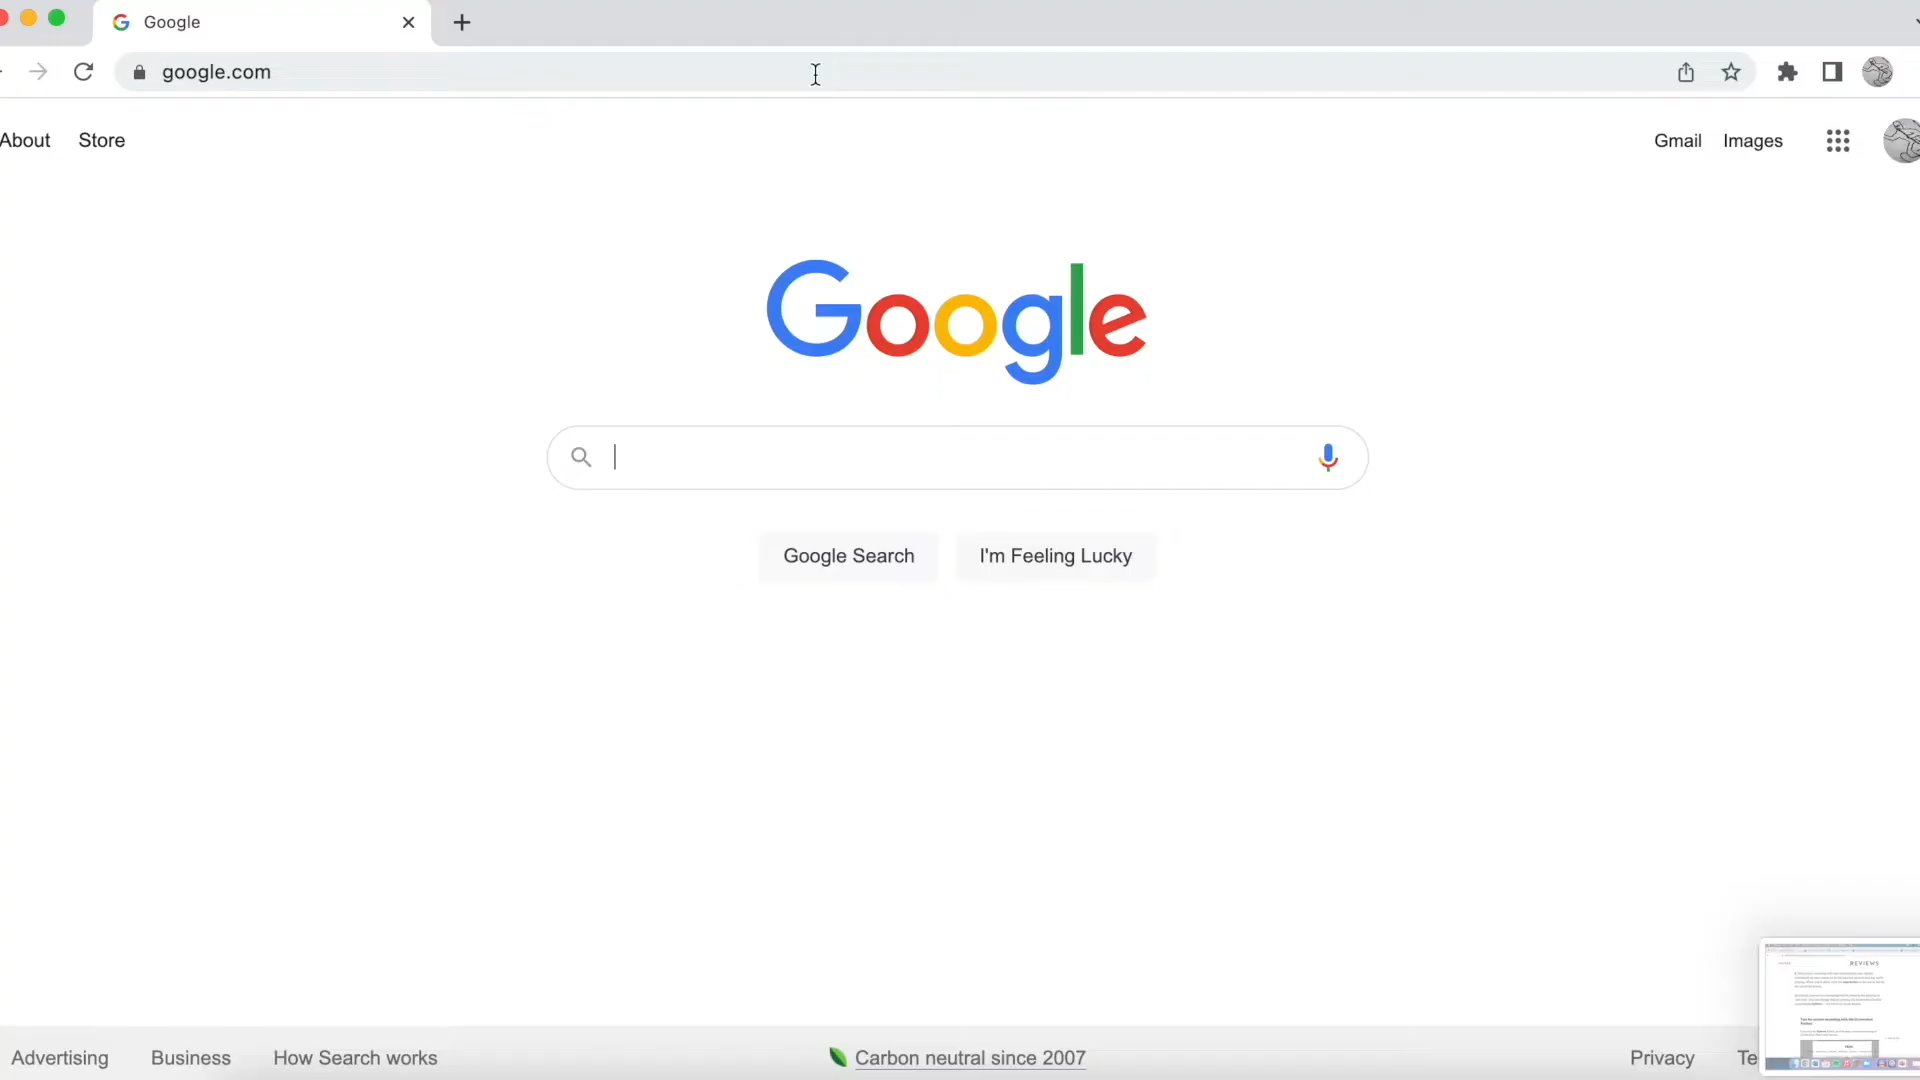 Google
google.com
About Store Gmail Images
Google
Google Search I'm Feeling Lucky
REVIEWS
Advertising Business How Search works Carbon neutral since 2007 Privacy Te